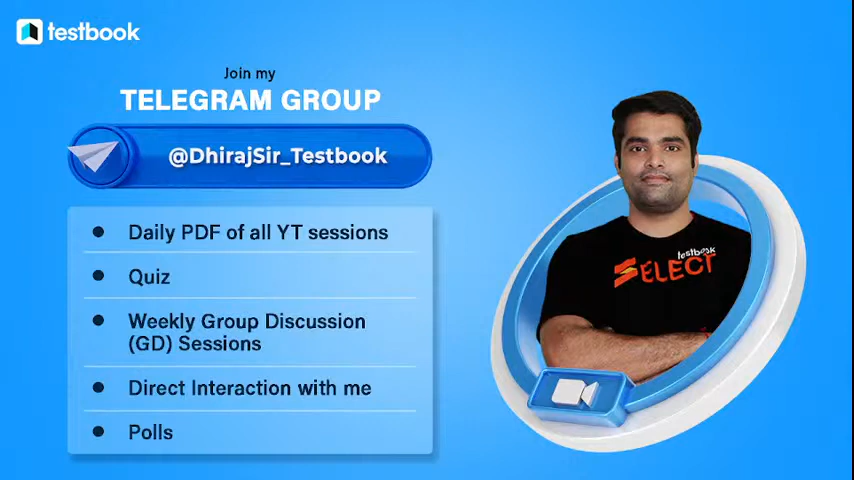 testbook
Join my
TELEGRAM GROUP
@DhirajSir_Testbook
Daily PDF of all YT sessions
Quiz
Weekly Group Discussion
(GD) Sessions
Direct Interaction with me
Polls
testbook
SELECT